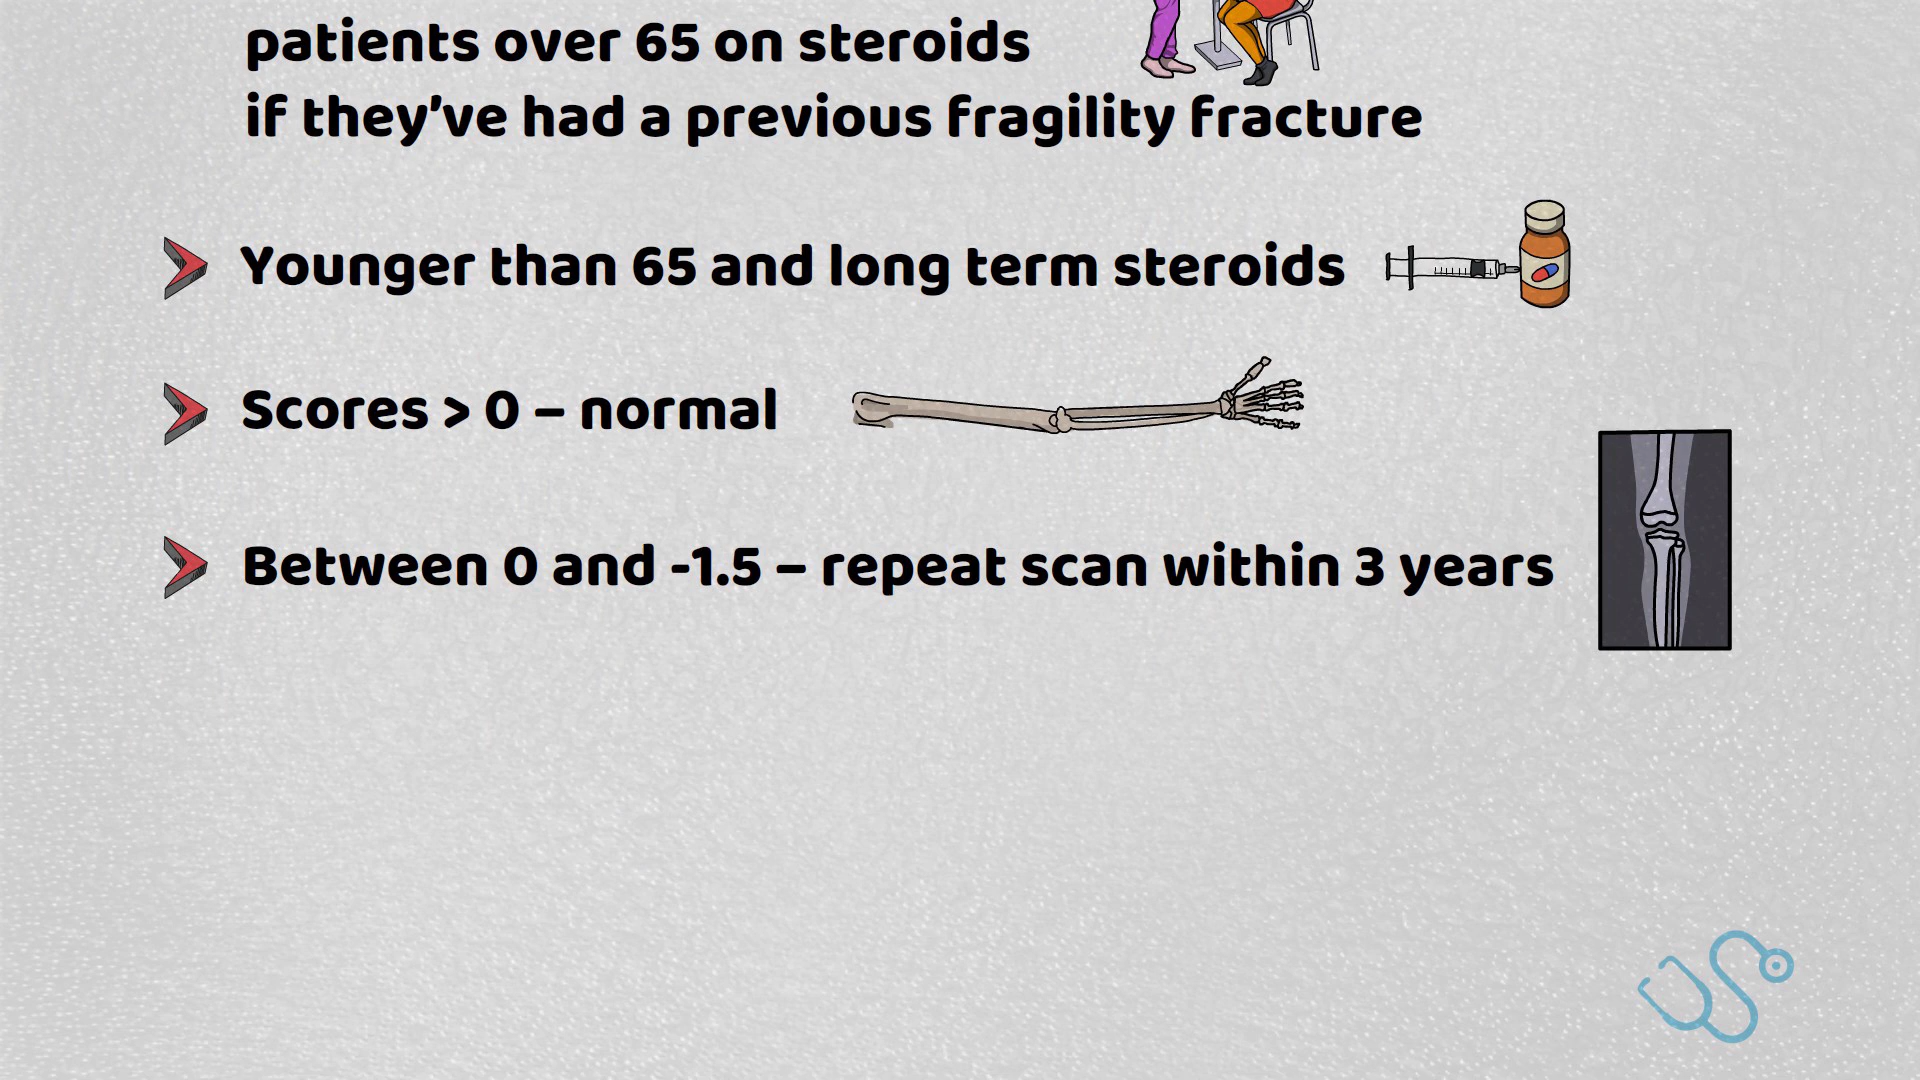 patients over 65 on steroids
if they’ve had a previous fragility fracture
Younger than 65 and long term steroids
Scores > 0 – normal
Between 0 and -1.5 – repeat scan within 3 years